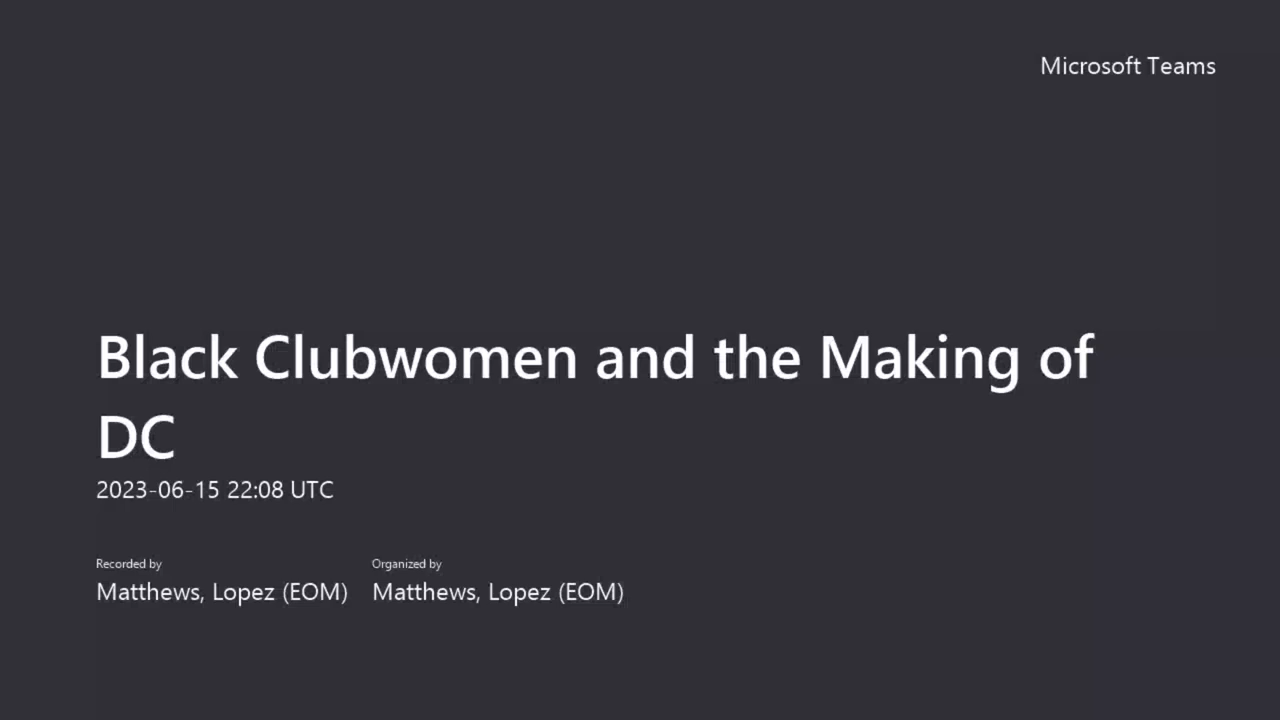 Microsoft Teams
Black Clubwomen and the Making of
DC
2023-06-15 22:08 UTC
Recorded by
Matthews, Lopez (EOM)
Organized by
Matthews, Lopez (EOM)